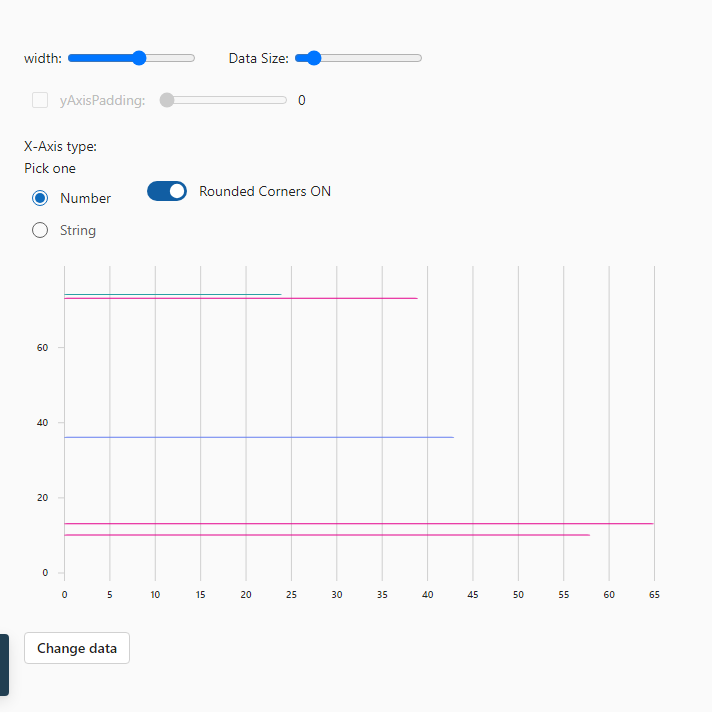 width: Data Size:
yAxisPadding: 0
X-Axis type:
Pick one
Number Rounded Corners ON
String
60
40
20
0
0 5 10 15 20 25 30 35 40 45 50 55 60 65
Change data